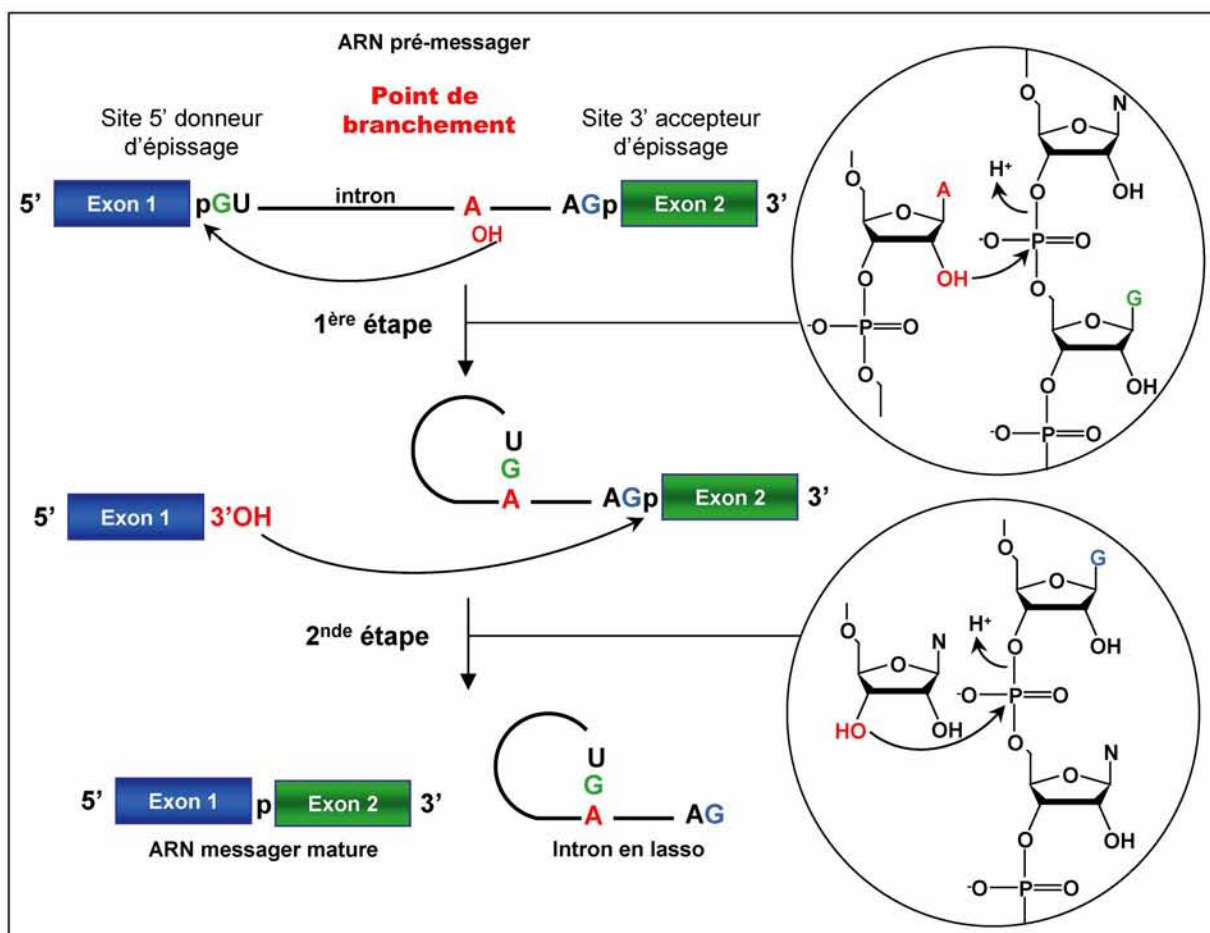 ARN pré-messager
Point de
branchement
Site 5’ donneur
d’épissage
Site 3’ accepteur
d’épissage
5’ Exon 1 pGU intron A AGp Exon 2 3’
OH
1ère étape
U
G
A AGp Exon 2 3’
5’ Exon 1 3’OH
2nde étape
U
G
A AG
5’ Exon 1 p Exon 2 3’
ARN messager mature
Intron en lasso
O
O N
O
H+
O OH
O
O A
-O P O
O OH
O
O G
-O P O
O
O OH
-O P O
O
O G
O
H+
O OH
O
O N
-O P O
HO OH
O
O N
O OH
-O P O